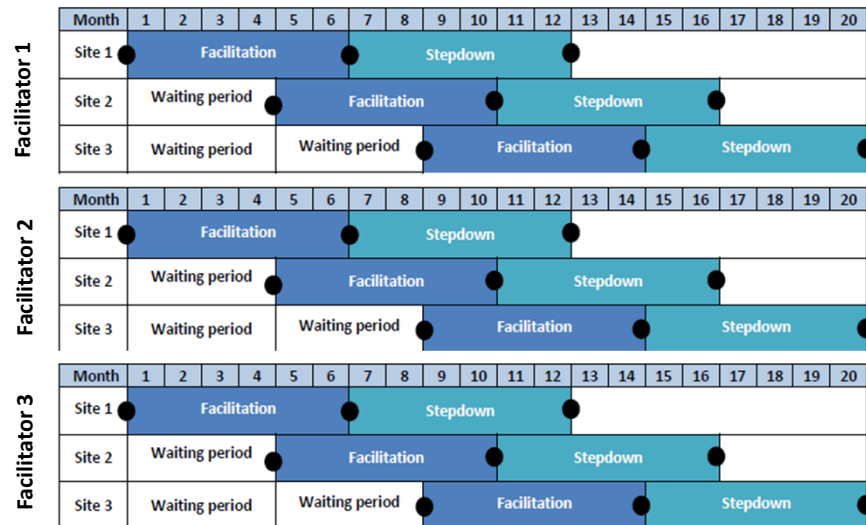 Facilitator 1
Month 1 2 3 4 5 6 7 8 9 10 11 12 13 14 15 16 17 18 19 20
Site 1 Facilitation Stepdown
Site 2 Waiting period Facilitation Stepdown
Site 3 Waiting period Waiting period Facilitation Stepdown
Facilitator 2
Month 1 2 3 4 5 6 7 8 9 10 11 12 13 14 15 16 17 18 19 20
Site 1 Facilitation Stepdown
Site 2 Waiting period Facilitation Stepdown
Site 3 Waiting period Waiting period Facilitation Stepdown
Facilitator 3
Month 1 2 3 4 5 6 7 8 9 10 11 12 13 14 15 16 17 18 19 20
Site 1 Facilitation Stepdown
Site 2 Waiting period Facilitation Stepdown
Site 3 Waiting period Waiting period Facilitation Stepdown